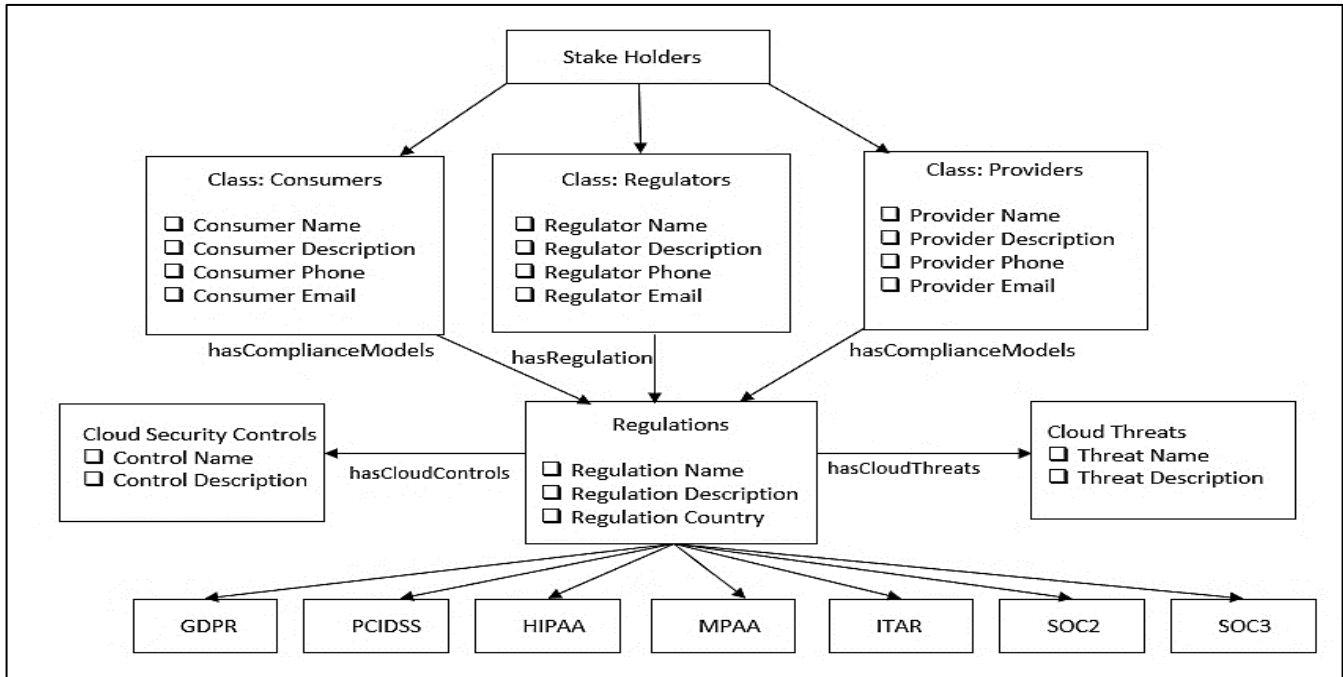 Stake Holders
Class: Consumers
❑ Consumer Name
❑ Consumer Description
❑ Consumer Phone
❑ Consumer Email
Class: Regulators
❑ Regulator Name
❑ Regulator Description
❑ Regulator Phone
❑ Regulator Email
Class: Providers
❑ Provider Name
❑ Provider Description
❑ Provider Phone
❑ Provider Email
hasComplianceModels
hasRegulation
hasComplianceModels
Cloud Security Controls
❑ Control Name
❑ Control Description
hasCloudControls
Regulations
❑ Regulation Name
❑ Regulation Description
❑ Regulation Country
hasCloudThreats
Cloud Threats
❑ Threat Name
❑ Threat Description
GDPR
PCIDSS
HIPAA
MPAA
ITAR
SOC2
SOC3